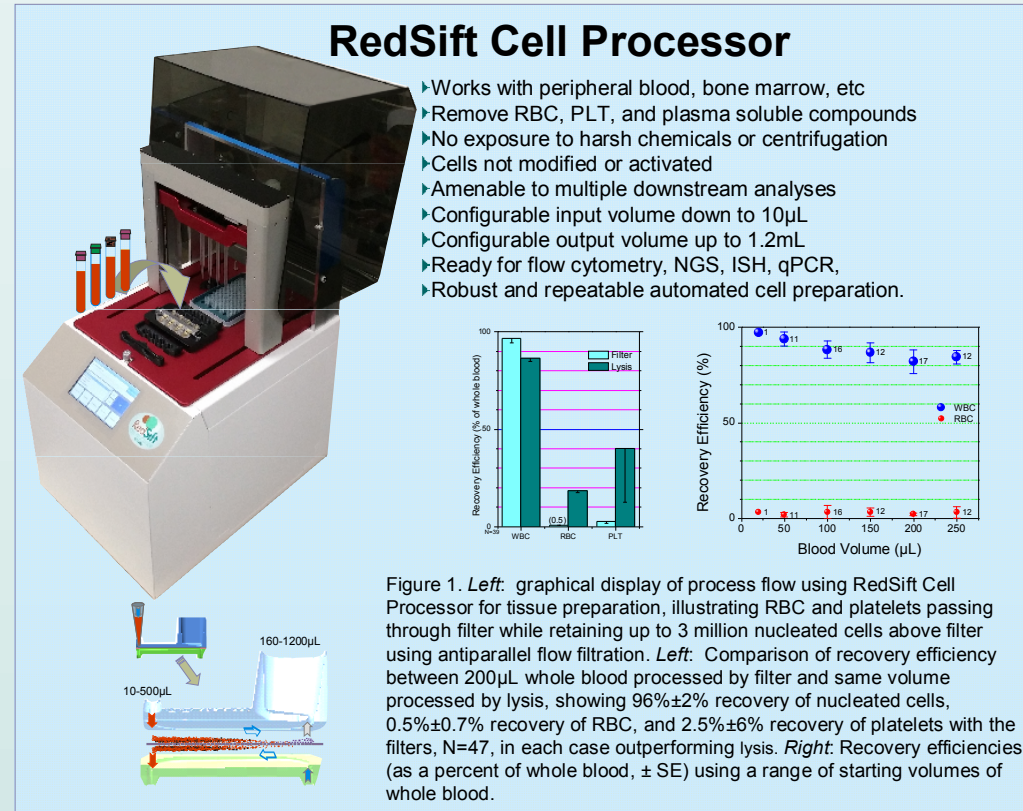 RedSift Cell Processor
Works with peripheral blood, bone marrow, etc
Remove RBC, PLT, and plasma soluble compounds
No exposure to harsh chemicals or centrifugation
Cells not modified or activated
Amenable to multiple downstream analyses
Configurable input volume down to 10µL
Configurable output volume up to 1.2mL
Ready for flow cytometry, NGS, ISH, qPCR,
Robust and repeatable automated cell preparation.
RedSift
Recovery Efficiency (% of whole blood)
100
50
0
Filter
Lysis
(0.5)
N=39
WBC RBC PLT
Recovery Efficiency (%)
100
50
0
1 11 16 12 17 12
WBC
RBC
1 11 16 12 17 12
0 50 100 150 200 250
Blood Volume (µL)
160-1200µL
10-500µL
Figure 1. Left: graphical display of process flow using RedSift Cell
Processor for tissue preparation, illustrating RBC and platelets passing
through filter while retaining up to 3 million nucleated cells above filter
using antiparallel flow filtration. Left: Comparison of recovery efficiency
between 200µL whole blood processed by filter and same volume
processed by lysis, showing 96%±2% recovery of nucleated cells,
0.5%±0.7% recovery of RBC, and 2.5%±6% recovery of platelets with the
filters, N=47, in each case outperforming lysis. Right: Recovery efficiencies
(as a percent of whole blood, ± SE) using a range of starting volumes of
whole blood.